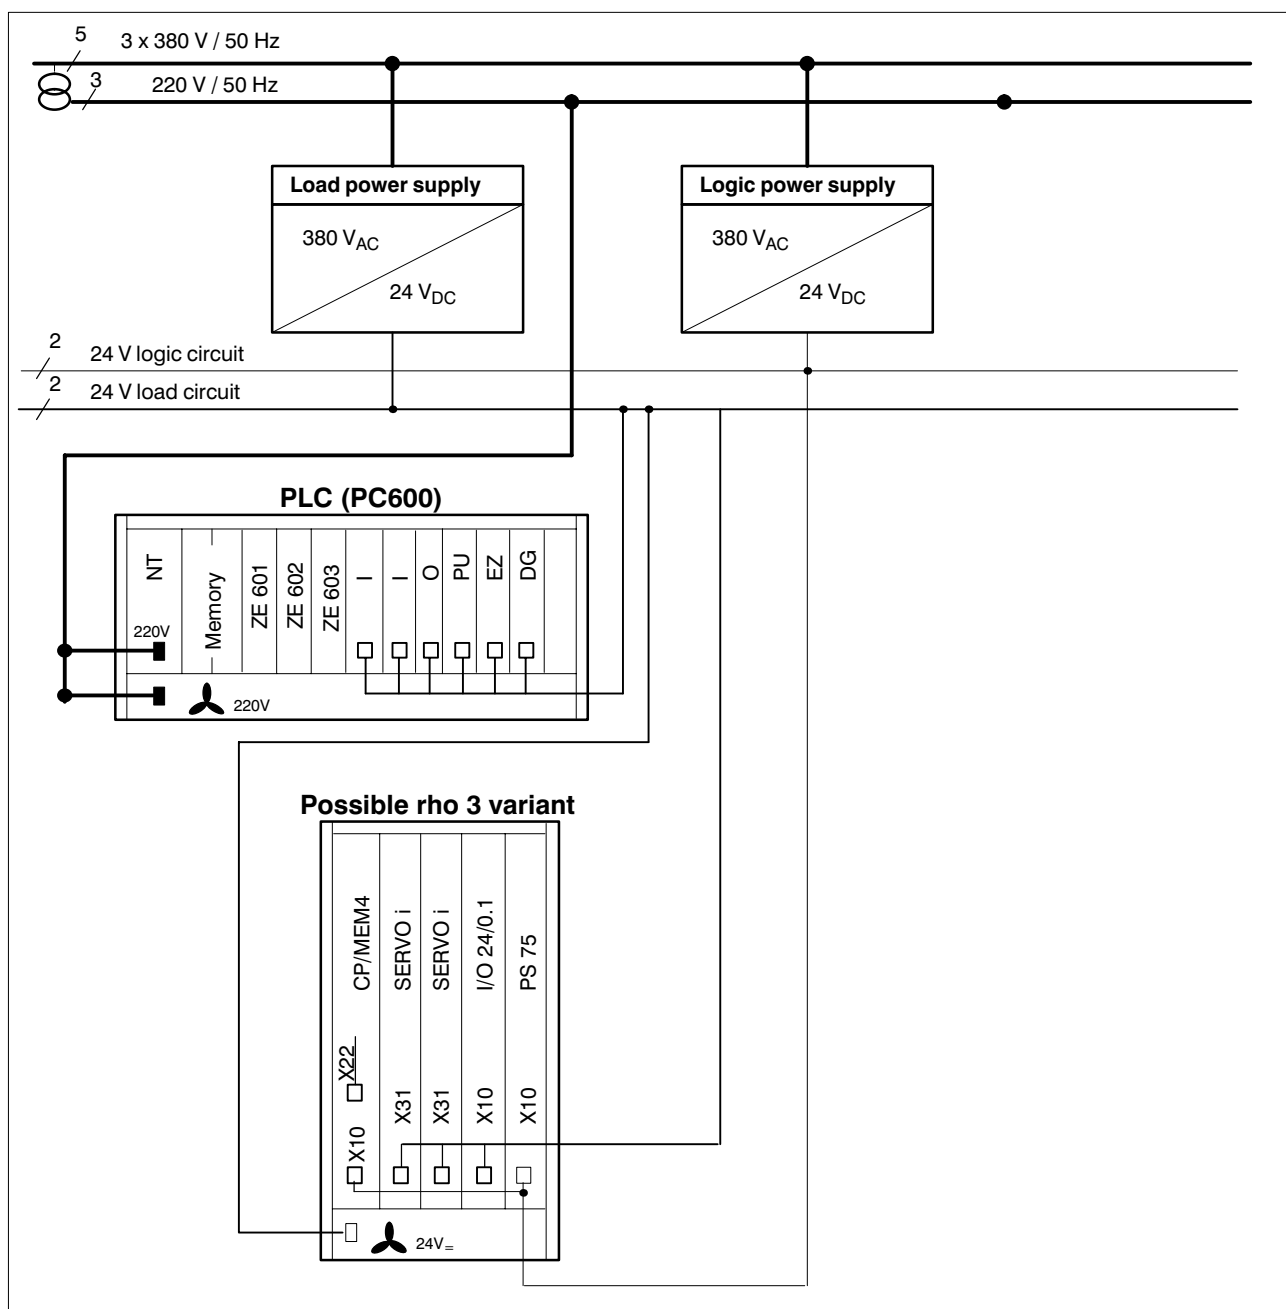 5
3 x 380 V / 50 Hz
3
220 V / 50 Hz
Load power supply
380 VAC
24 VDC
Logic power supply
380 VAC
24 VDC
2
24 V logic circuit
2
24 V load circuit
PLC (PC600)
NT
Memory
ZE 601
ZE 602
ZE 603
I
I
O
PU
EZ
DG
220V
220V
Possible rho 3 variant
CP/MEM4
SERVO i
SERVO i
I/O 24/0.1
PS 75
X22
X10
X31
X31
X10
X10
24V=